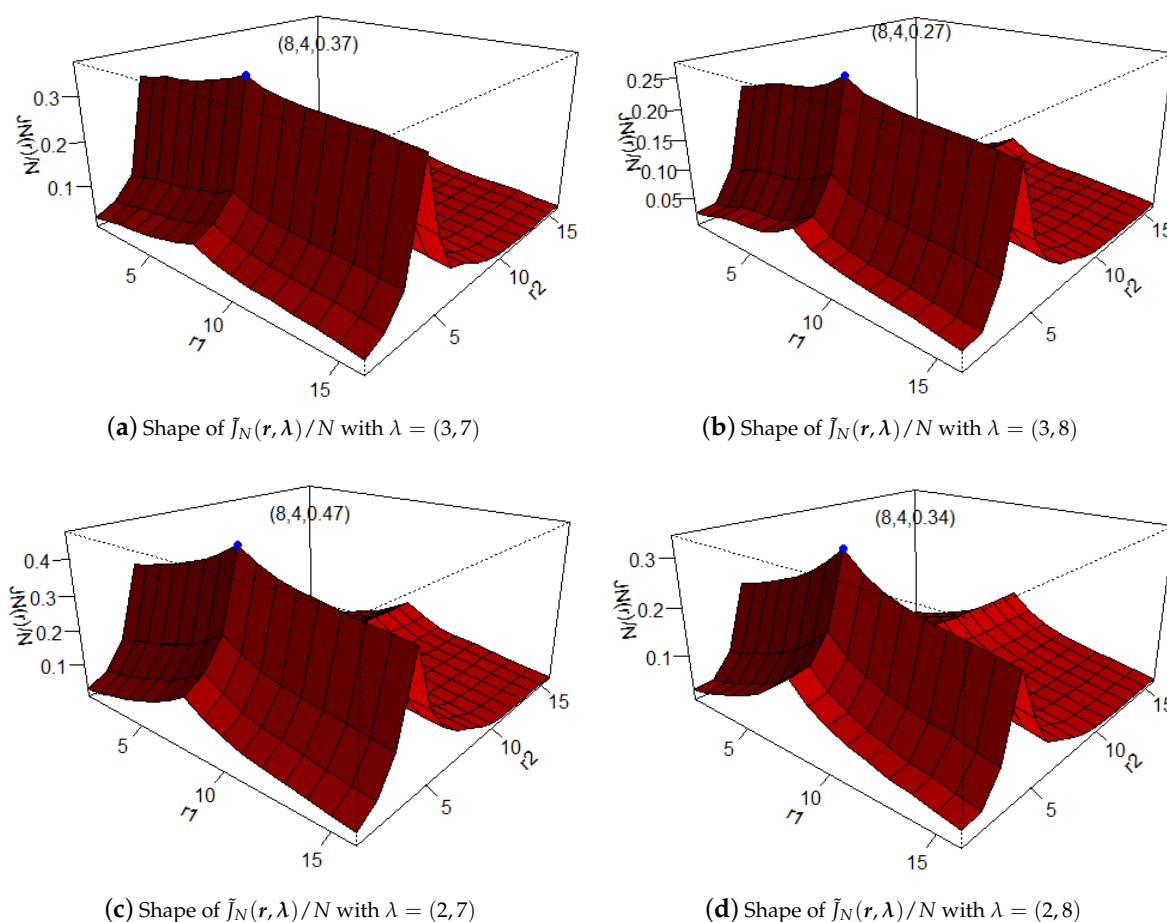 (8,4,0.37)
0.3
0.2
0.1
JN(r)/N
5
10
15
r1
5
10
15
r2
(a) Shape of J̃_N(r, λ)/N with λ = (3, 7)
(8,4,0.27)
0.25
0.20
0.15
0.10
0.05
JN(r)/N
5
10
15
r1
5
10
15
r2
(b) Shape of J̃_N(r, λ)/N with λ = (3, 8)
(8,4,0.47)
0.4
0.3
0.2
0.1
JN(r)/N
5
10
15
r1
5
10
15
r2
(c) Shape of J̃_N(r, λ)/N with λ = (2, 7)
(8,4,0.34)
0.3
0.2
0.1
JN(r)/N
5
10
15
r1
5
10
15
r2
(d) Shape of J̃_N(r, λ)/N with λ = (2, 8)